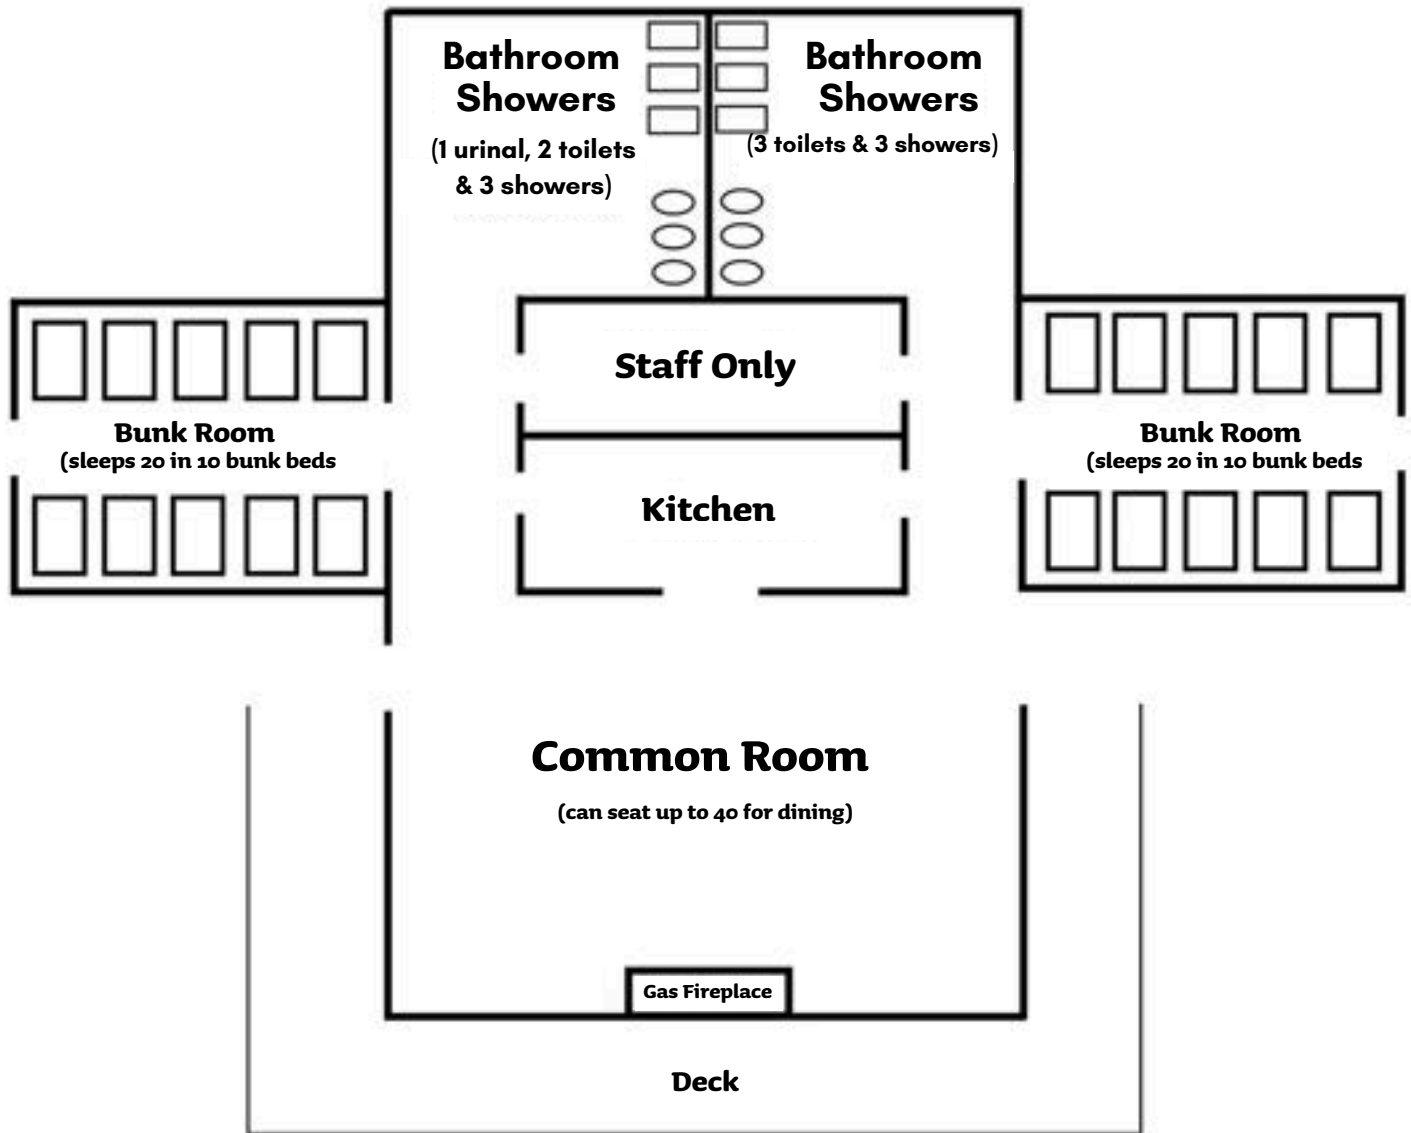 Bathroom
Showers
(1 urinal, 2 toilets
& 3 showers)
Bathroom
Showers
(3 toilets & 3 showers)
Staff Only
Bunk Room
(sleeps 20 in 10 bunk beds
Bunk Room
(sleeps 20 in 10 bunk beds
Kitchen
Common Room
(can seat up to 40 for dining)
Gas Fireplace
Deck